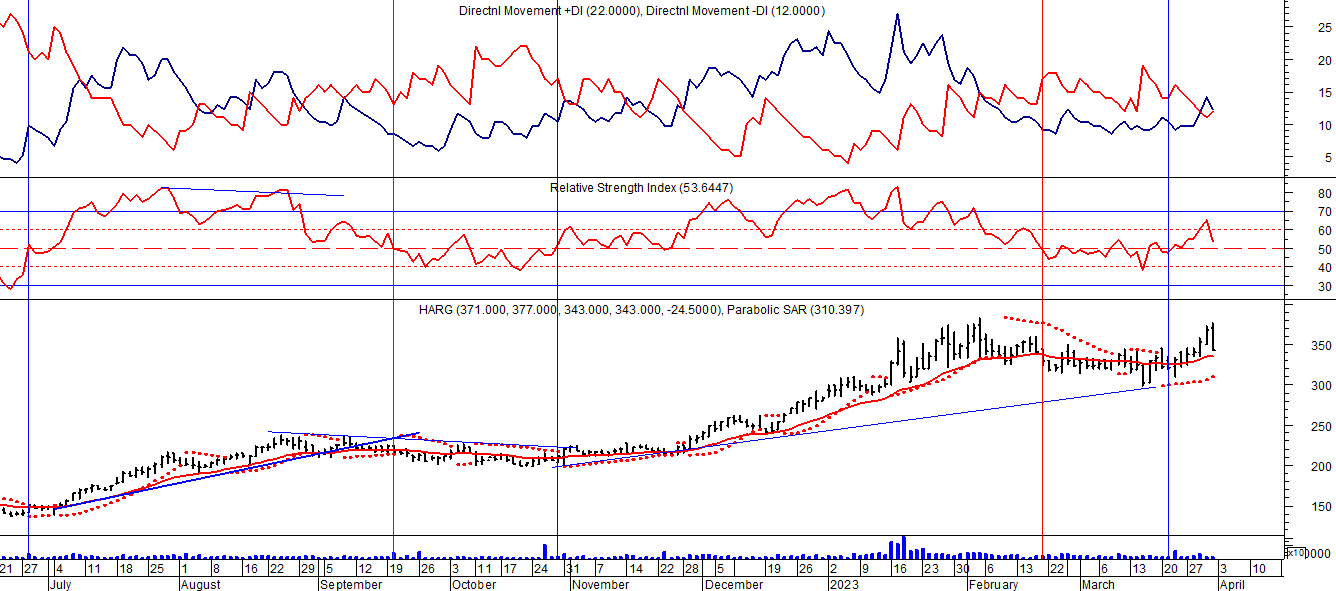 Directnl Movement +DI (22.0000), Directnl Movement -DI (12.0000)
25
20
15
10
5
Relative Strength Index (53.6447)
80
70
60
50
40
30
HARG (371.000, 377.000, 343.000, 343.000, -24.5000), Parabolic SAR (310.397)
350
300
250
200
150
x10 0000
21 27 4 11 18 25 1 8 16 22 29 5 12 19 26 3 11 17 24 31 7 14 22 28 5 19 26 2 9 16 23 30 6 13 22 6 13 20 27 3 10
July August September October November December 2023 February March April